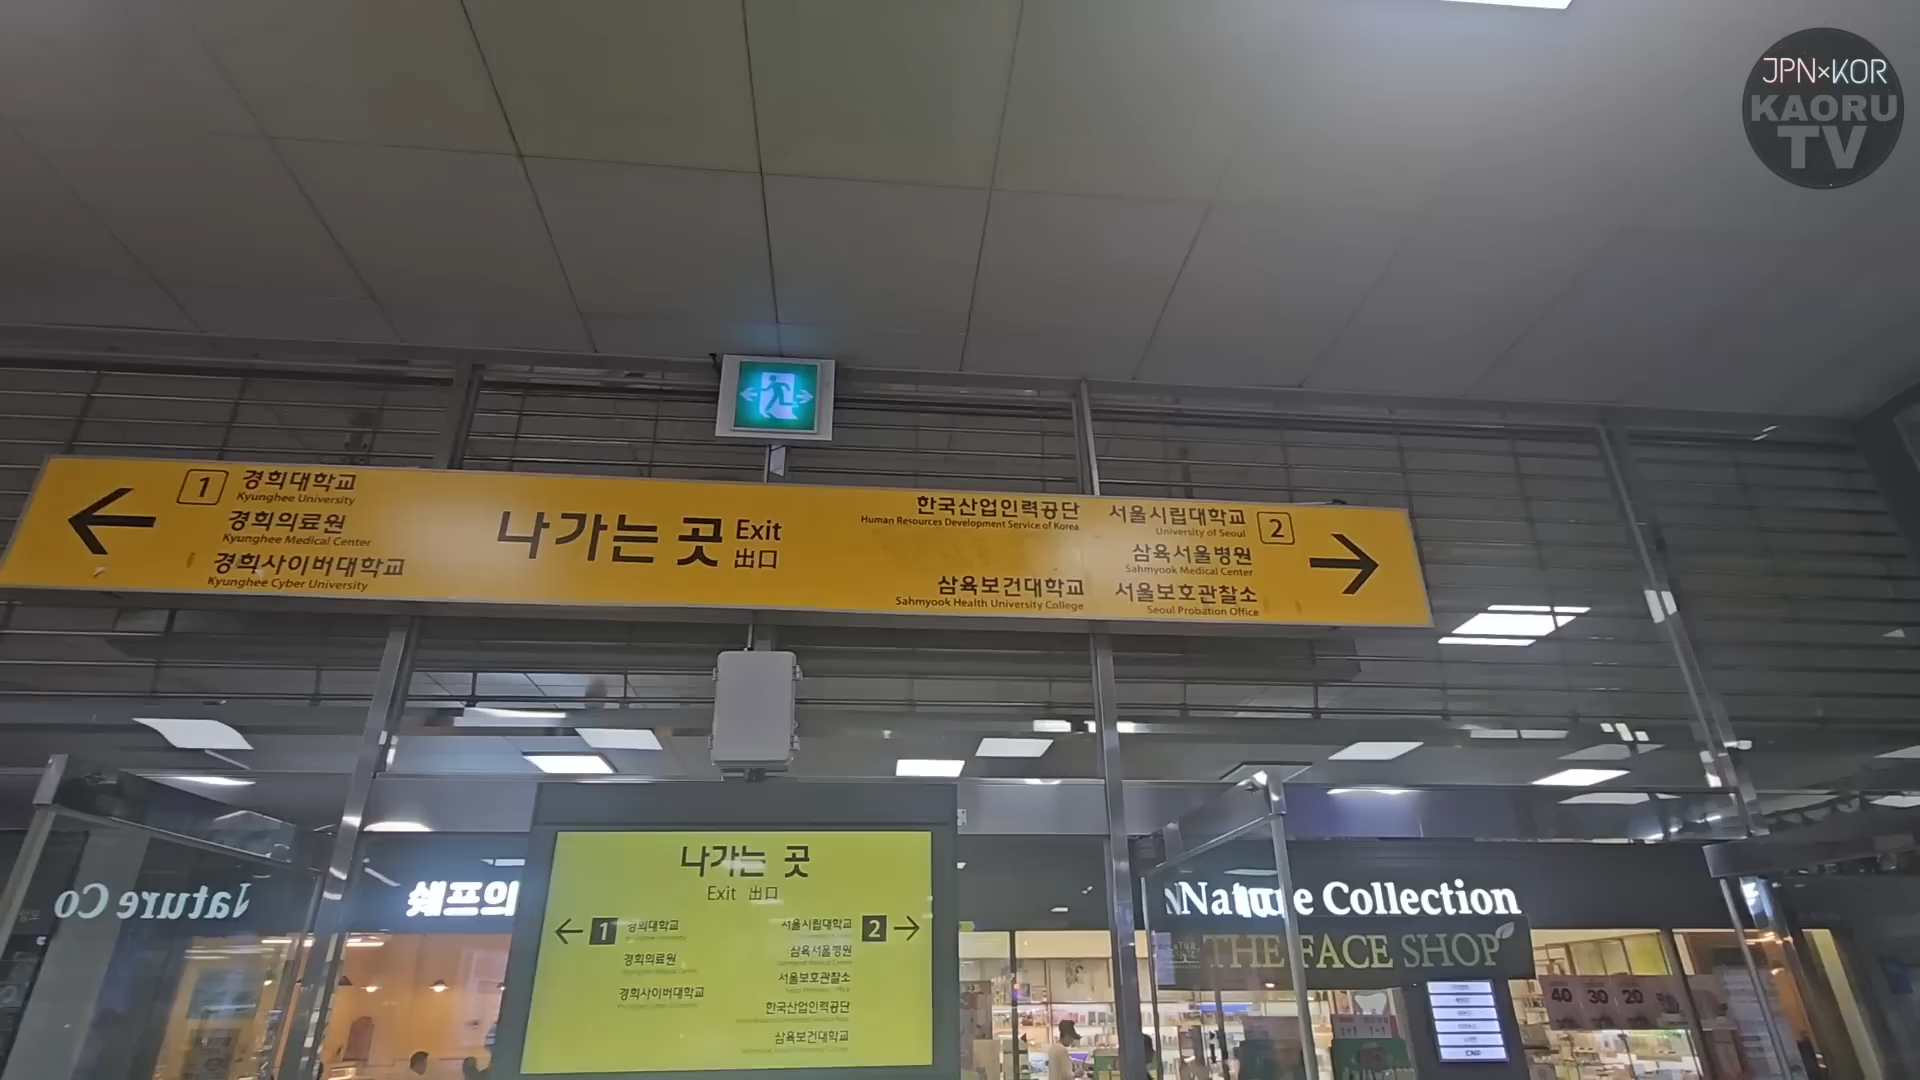 JPN×KOR
KAORU
TV
1 경희대학교
Kyunghee University
경희의료원
Kyunghee Medical Center
경희사이버대학교
Kyunghee Cyber University
나가는 곳 Exit
出口
한국산업인력공단
Human Resources Development Service of Korea
삼육보건대학교
Sahmyook Health University College
서울시립대학교 2
University of Seoul
삼육서울병원
Sahmyook Medical Center
서울보호관찰소
Seoul Probation Office
나가는 곳
Exit 出口
1 경희대학교
경희의료원
경희사이버대학교
서울시립대학교 2
삼육서울병원
서울보호관찰소
한국산업인력공단
삼육보건대학교
Nature Co
쉐프의
Nature Collection
THE FACE SHOP
40 30 20
1+1 1+1
CNP